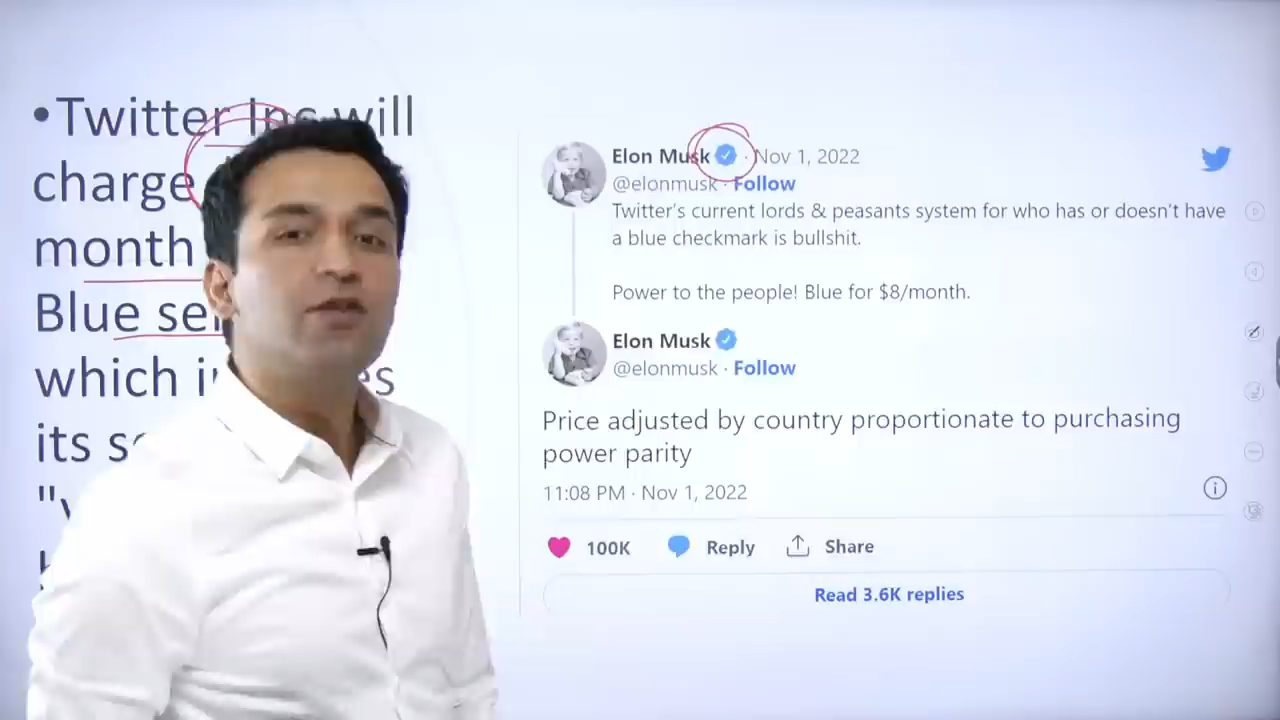 •Twitter Inc will
charge
month
Blue
which
its
Elon Musk · Nov 1, 2022
@elonmusk · Follow
Twitter's current lords & peasants system for who has or doesn't have
a blue checkmark is bullshit.
Power to the people! Blue for $8/month.
Elon Musk
@elonmusk · Follow
Price adjusted by country proportionate to purchasing
power parity
11:08 PM · Nov 1, 2022
100K Reply Share
Read 3.6K replies